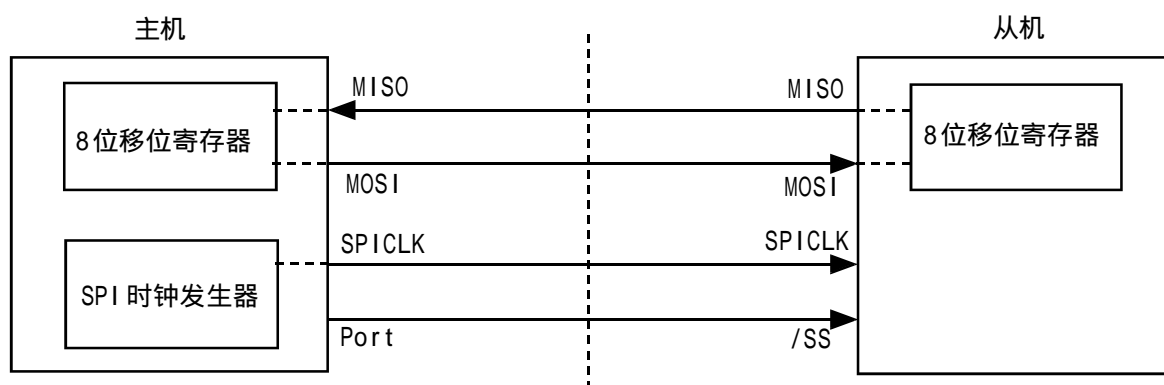 主机
从机
MISO
MISO
8位移位寄存器
8位移位寄存器
MOSI
MOSI
SPICLK
SPICLK
SPI时钟发生器
Port
/SS